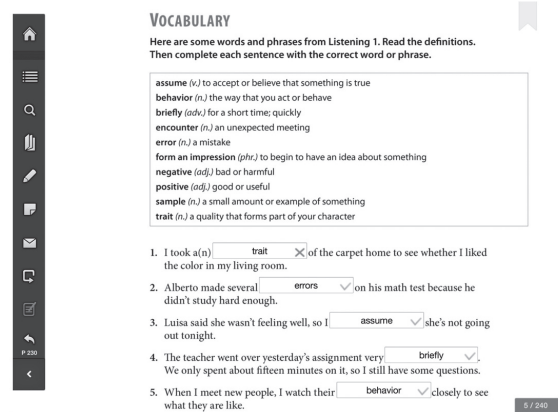 VOCABULARY
Here are some words and phrases from Listening 1. Read the definitions.
Then complete each sentence with the correct word or phrase.
assume (v.) to accept or believe that something is true
behavior (n.) the way that you act or behave
briefly (adv.) for a short time; quickly
encounter (n.) an unexpected meeting
error (n.) a mistake
form an impression (phr.) to begin to have an idea about something
negative (adj.) bad or harmful
positive (adj.) good or useful
sample (n.) a small amount or example of something
trait (n.) a quality that forms part of your character
1. I took a(n) trait of the carpet home to see whether I liked
the color in my living room.
2. Alberto made several errors on his math test because he
didn't study hard enough.
3. Luisa said she wasn't feeling well, so I assume she's not going
out tonight.
4. The teacher went over yesterday's assignment very briefly.
We only spent about fifteen minutes on it, so I still have some questions.
5. When I meet new people, I watch their behavior closely to see
what they are like.
P 230
5 / 240